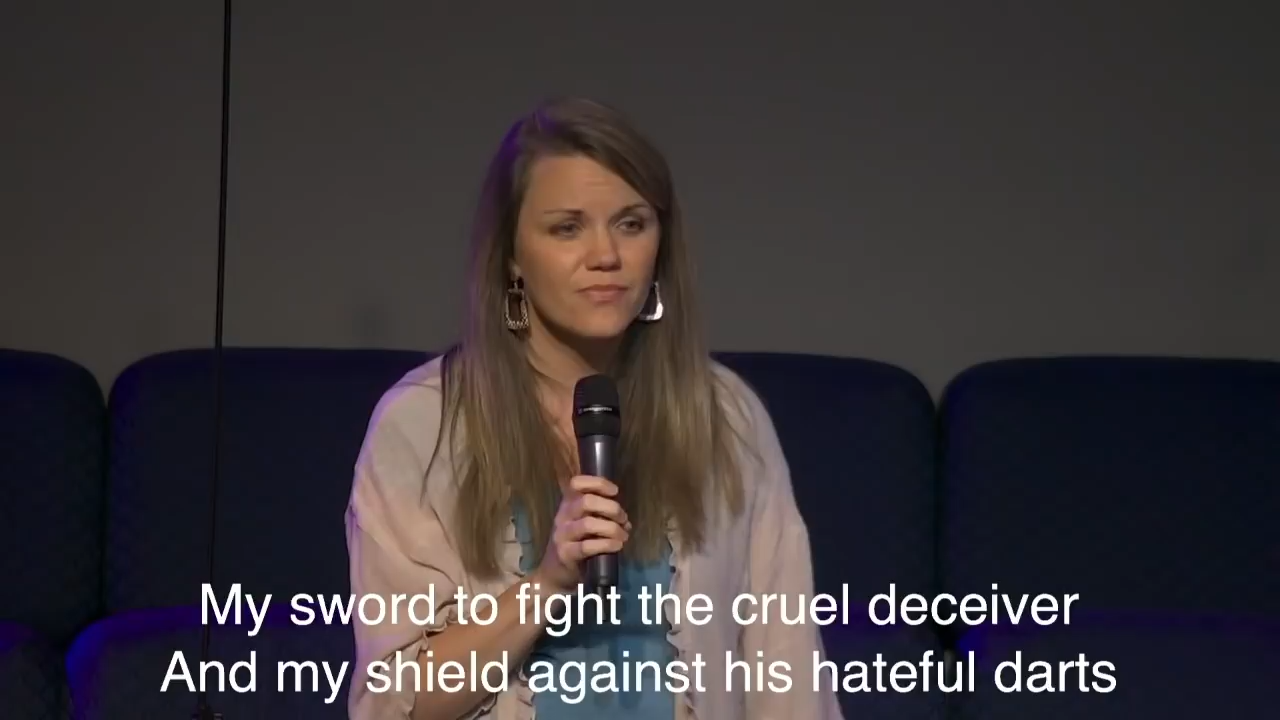 My sword to fight the cruel deceiver
And my shield against his hateful darts